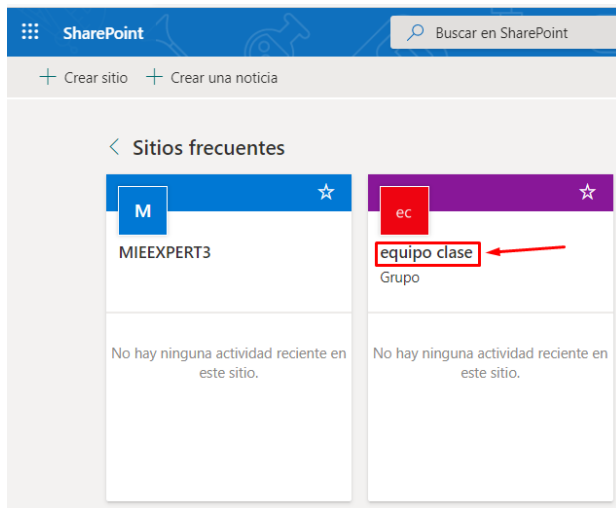 SharePoint
Buscar en SharePoint
Crear sitio
Crear una noticia
Sitios frecuentes
M
MIEEXPERT3
No hay ninguna actividad reciente en
este sitio.
ec
equipo clase
Grupo
No hay ninguna actividad reciente en
este sitio.